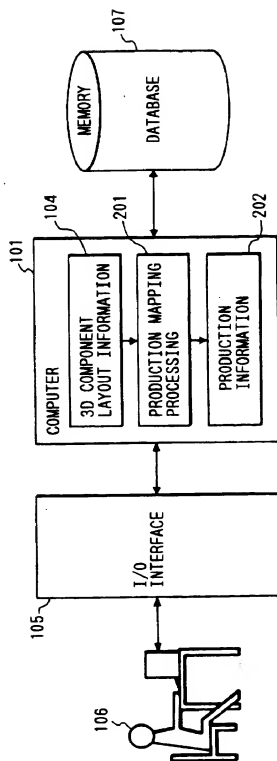 101
COMPUTER
104
3D COMPONENT
LAYOUT INFORMATION
201
PRODUCTION MAPPING
PROCESSING
202
PRODUCTION
INFORMATION
105
I/O
INTERFACE
106
107
MEMORY
DATABASE